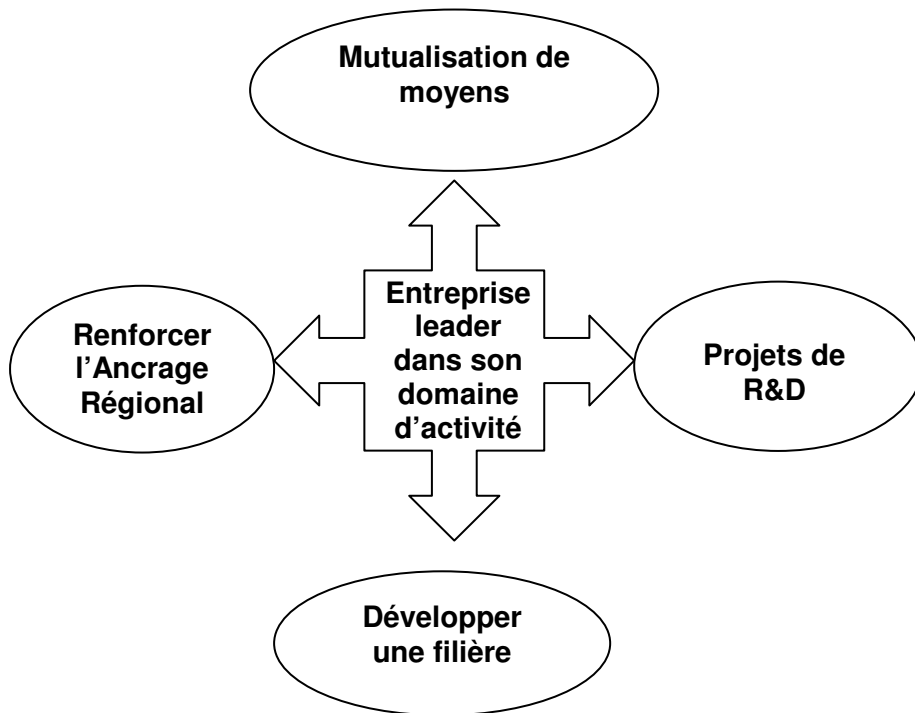 Mutualisation de
moyens
Renforcer
l’Ancrage
Régional
Entreprise
leader
dans son
domaine
d’activité
Projets de
R&D
Développer
une filière